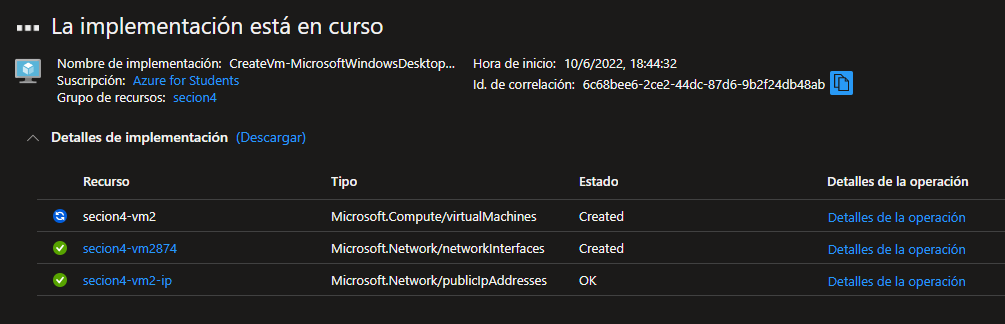 La implementación está en curso
Nombre de implementación: CreateVm-MicrosoftWindowsDesktop... Hora de inicio: 10/6/2022, 18:44:32
Suscripción: Azure for Students Id. de correlación: 6c68bee6-2ce2-44dc-87d6-9b2f24db48ab
Grupo de recursos: secion4
Detalles de implementación (Descargar)
Recurso Tipo Estado Detalles de la operación
secion4-vm2 Microsoft.Compute/virtualMachines Created Detalles de la operación
secion4-vm2874 Microsoft.Network/networkInterfaces Created Detalles de la operación
secion4-vm2-ip Microsoft.Network/publicIpAddresses OK Detalles de la operación